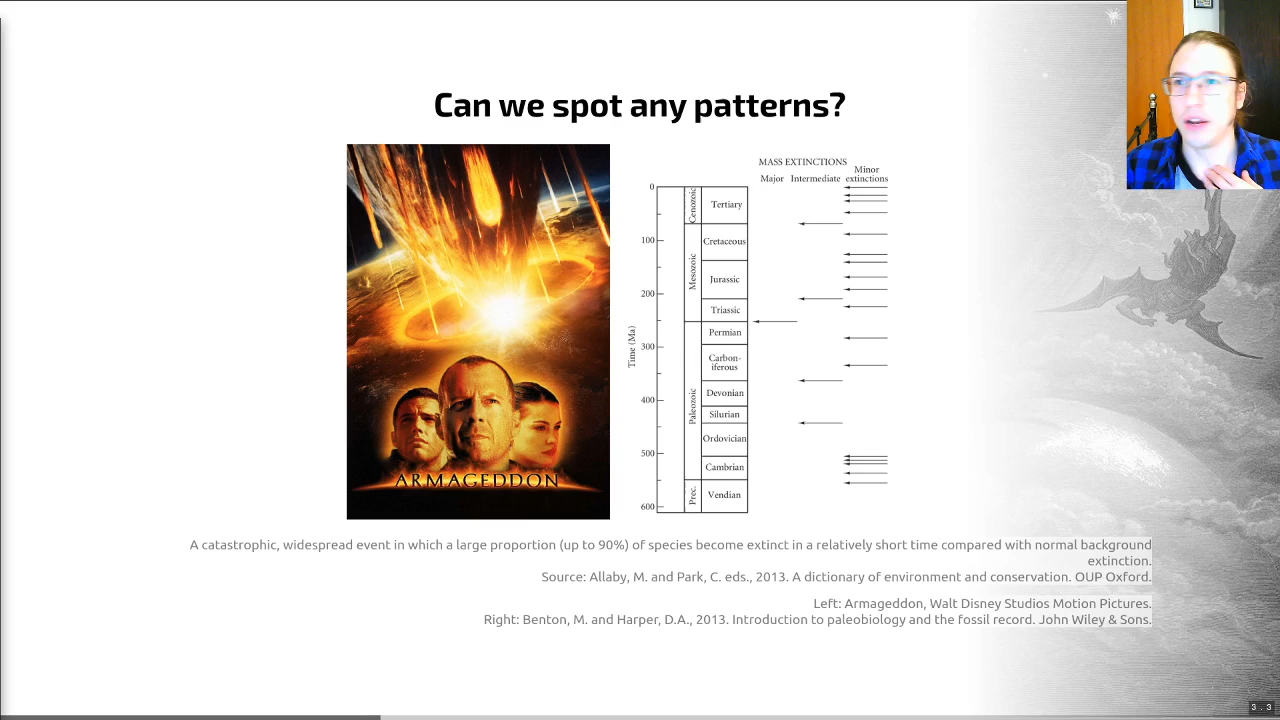 Can we spot any patterns?
ARMAGEDDON
MASS EXTINCTIONS
Major Intermediate Minor extinctions
Time (Ma)
0
100
200
300
400
500
600
Cenozoic
Mesozoic
Paleozoic
Prec.
Tertiary
Cretaceous
Jurassic
Triassic
Permian
Carbon-
iferous
Devonian
Silurian
Ordovician
Cambrian
Vendian
A catastrophic, widespread event in which a large proportion (up to 90%) of species become extinct in a relatively short time compared with normal background
extinction.
Source: Allaby, M. and Park, C. eds., 2013. A dictionary of environment and conservation. OUP Oxford.
Left: Armageddon, Walt Disney Studios Motion Pictures.
Right: Benton, M. and Harper, D.A., 2013. Introduction to paleobiology and the fossil record. John Wiley & Sons.
3.3